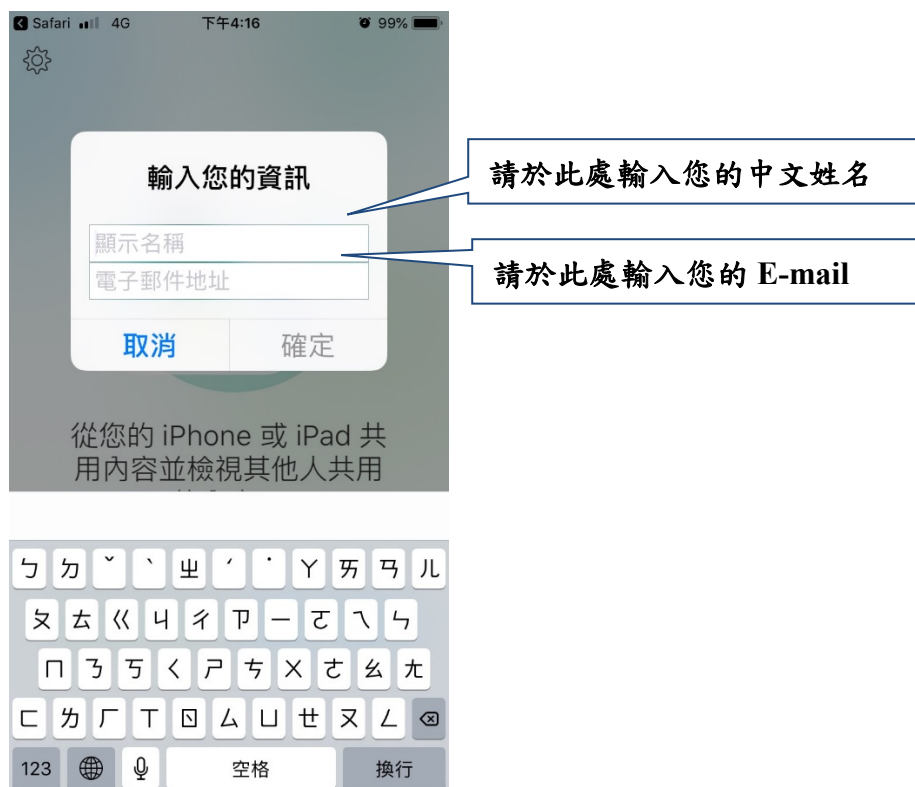 Safari 4G 下午4:16 99%
輸入您的資訊
請於此處輸入您的中文姓名
顯示名稱
請於此處輸入您的 E-mail
電子郵件地址
取消 確定
從您的 iPhone 或 iPad 共
用內容並檢視其他人共用
ㄅ ㄉ ˇ ˋ ㄓ ˊ ˙ ㄚ ㄞ ㄢ ㄦ
ㄆ ㄊ ㄍ ㄐ ㄔ ㄗ ㄧ ㄛ ㄟ ㄣ
ㄇ ㄋ ㄎ ㄑ ㄕ ㄘ ㄨ ㄜ ㄠ ㄤ
ㄈ ㄌ ㄏ ㄒ ㄖ ㄙ ㄩ ㄝ ㄡ ㄥ
123 空格 換行